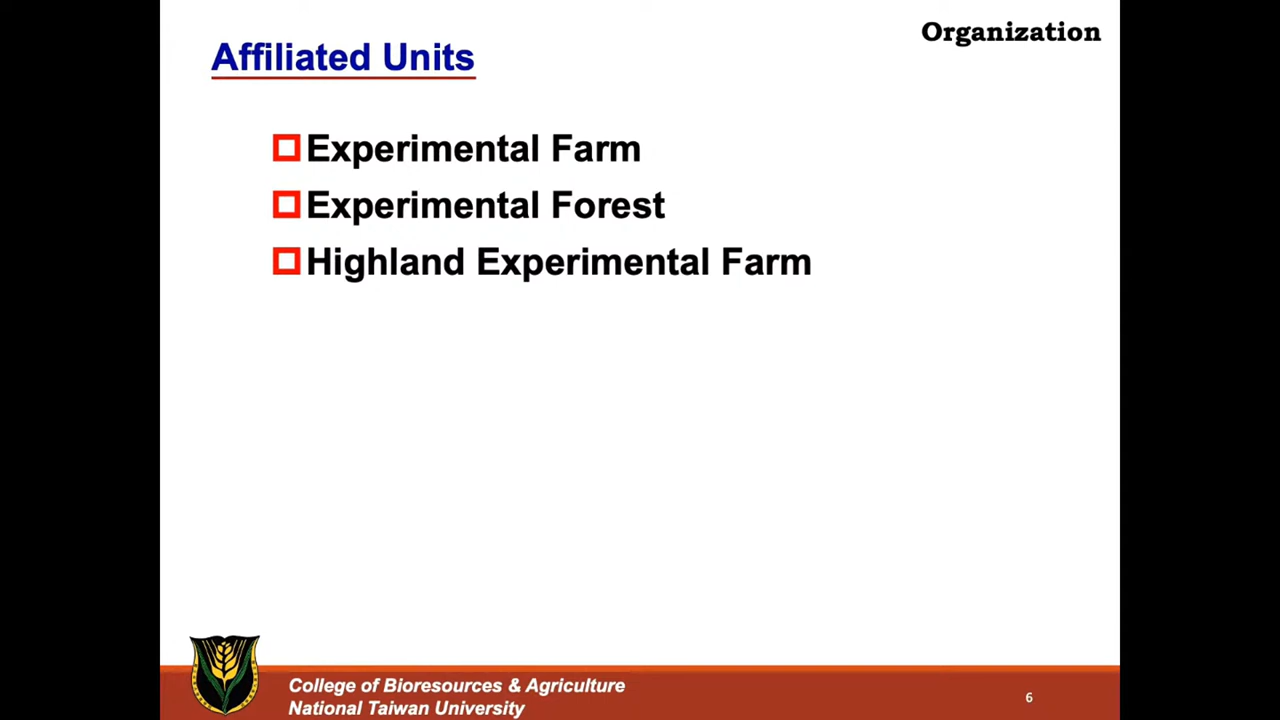 Organization
Affiliated Units
Experimental Farm
Experimental Forest
Highland Experimental Farm
College of Bioresources & Agriculture
National Taiwan University
6